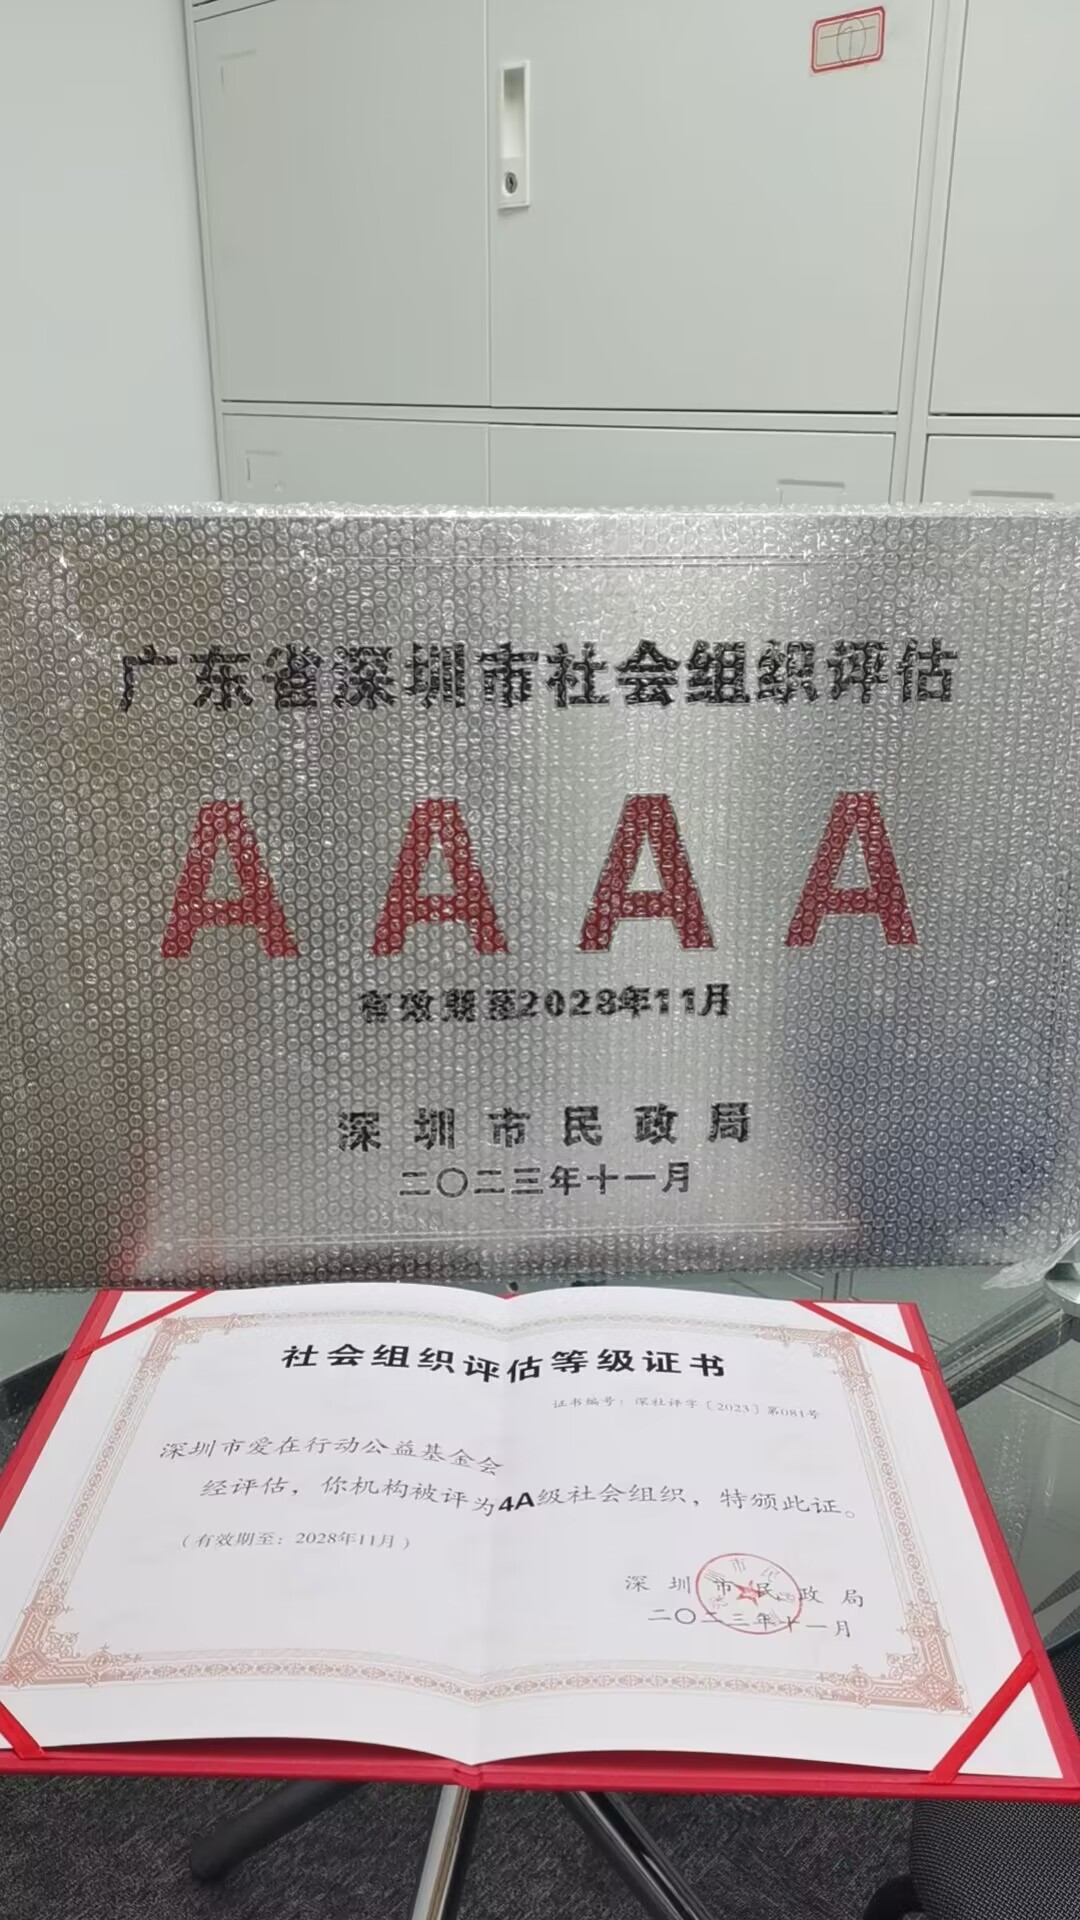 广东省深圳市社会组织评估
AAAA
有效期至2028年11月
深圳市民政局
二〇二三年十一月
社会组织评估等级证书
证书编号：深社评字〔2023〕第081号
深圳市爱在行动公益基金会
经评估，你机构被评为4A级社会组织，特颁此证。
（有效期至：2028年11月）
深圳市民政局
二〇二三年十一月